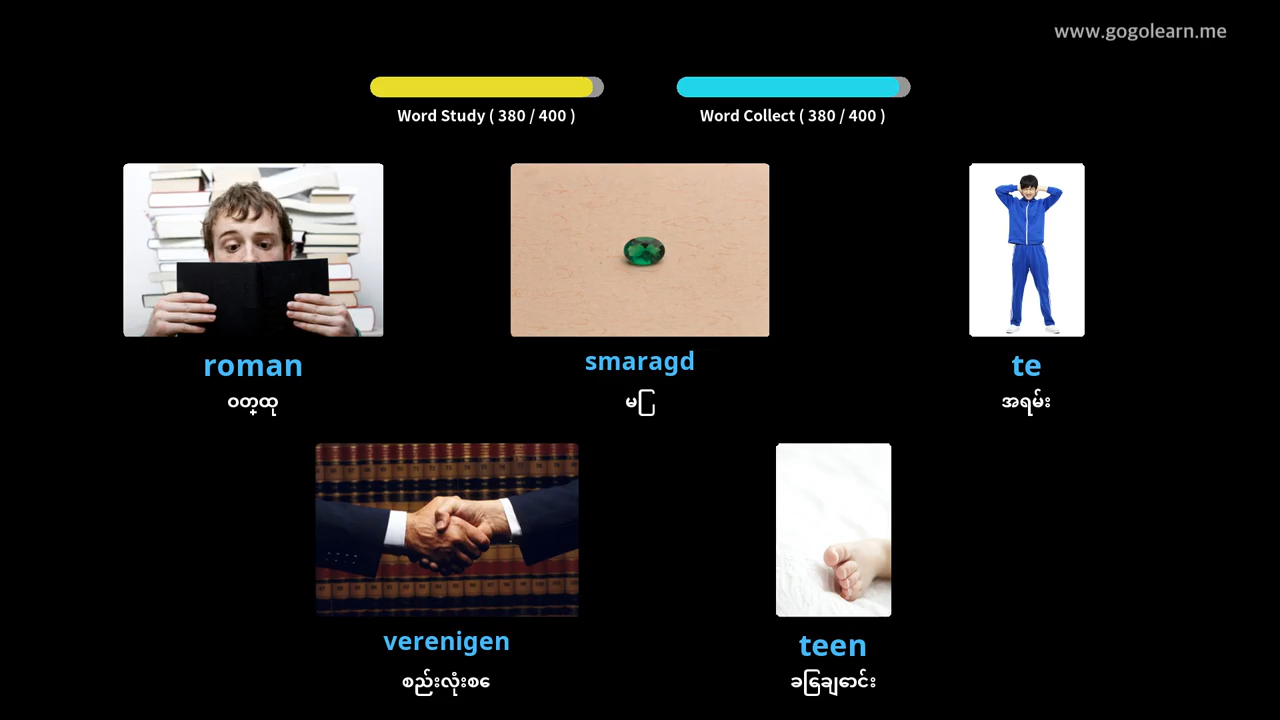 www.gogolearn.me
Word Study ( 380 / 400 )
Word Collect ( 380 / 400 )
roman
smaragd
te
ဝတ္ထု
မြ
အရမ်း
verenigen
teen
စည်းလုံးစေ
ခြေချောင်း